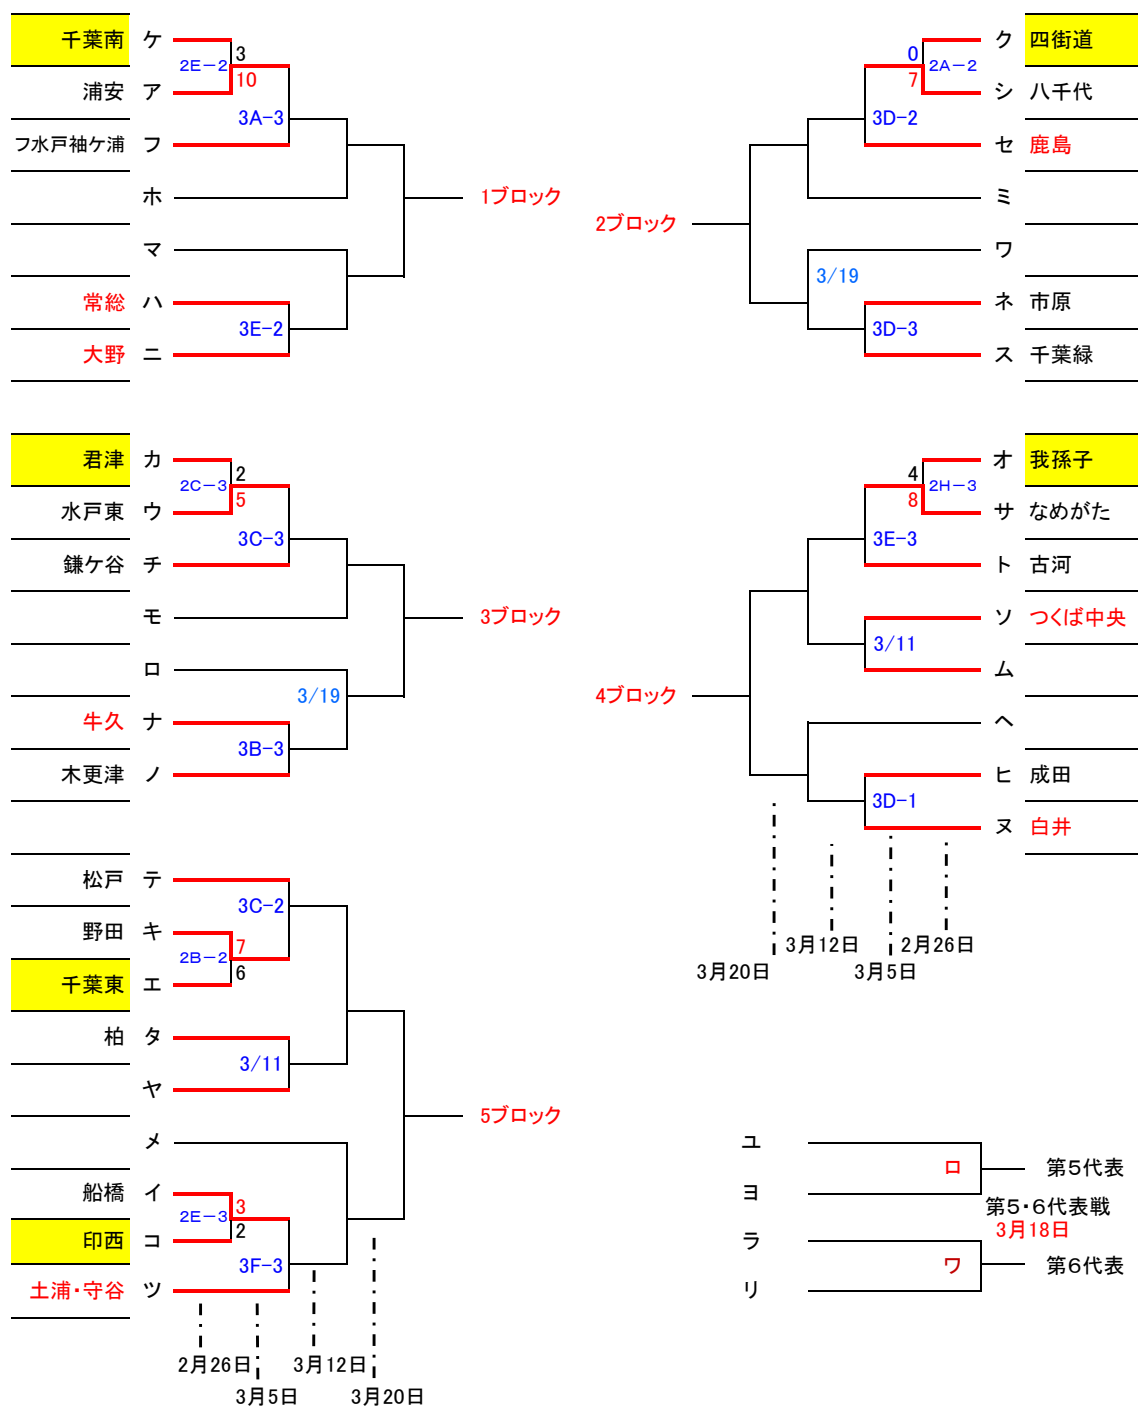 千葉南 ケ
2E-2 3
10
浦安 ア
3A-3
フ水戸袖ケ浦 フ
ホ
1ブロック
マ
常総 ハ
3E-2
大野 ニ
ク 四街道
0 2A-2
7
シ 八千代
3D-2
セ 鹿島
ミ
2ブロック
ワ
3/19
ネ 市原
3D-3
ス 千葉緑
君津 カ
2C-3 2
5
水戸東 ウ
3C-3
鎌ケ谷 チ
モ
3ブロック
ロ
3/19
牛久 ナ
3B-3
木更津 ノ
オ 我孫子
4 2H-3
8
サ なめがた
3E-3
ト 古河
ソ つくば中央
3/11
ム
4ブロック
ヘ
ヒ 成田
3D-1
ヌ 白井
3月12日 2月26日
3月20日 3月5日
松戸 テ
3C-2
野田 キ
2B-2 7
6
千葉東 エ
柏 タ
3/11
ヤ
5ブロック
メ
船橋 イ
2E-3 3
2
印西 コ
3F-3
土浦・守谷 ツ
2月26日 3月12日
3月5日 3月20日
ユ
ロ 第5代表
ヨ
第5・6代表戦
3月18日
ラ
ワ 第6代表
リ